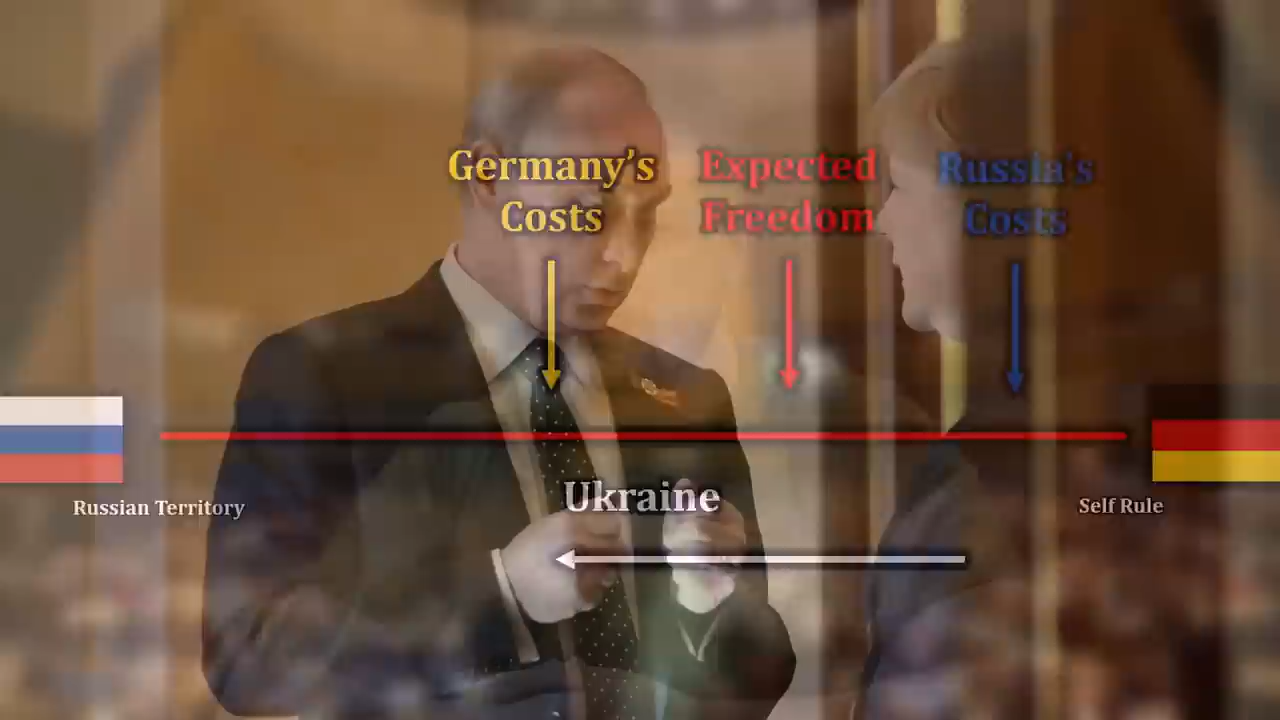 Germany's
Costs
Expected
Freedom
Russia's
Costs
Ukraine
Russian Territory
Self Rule